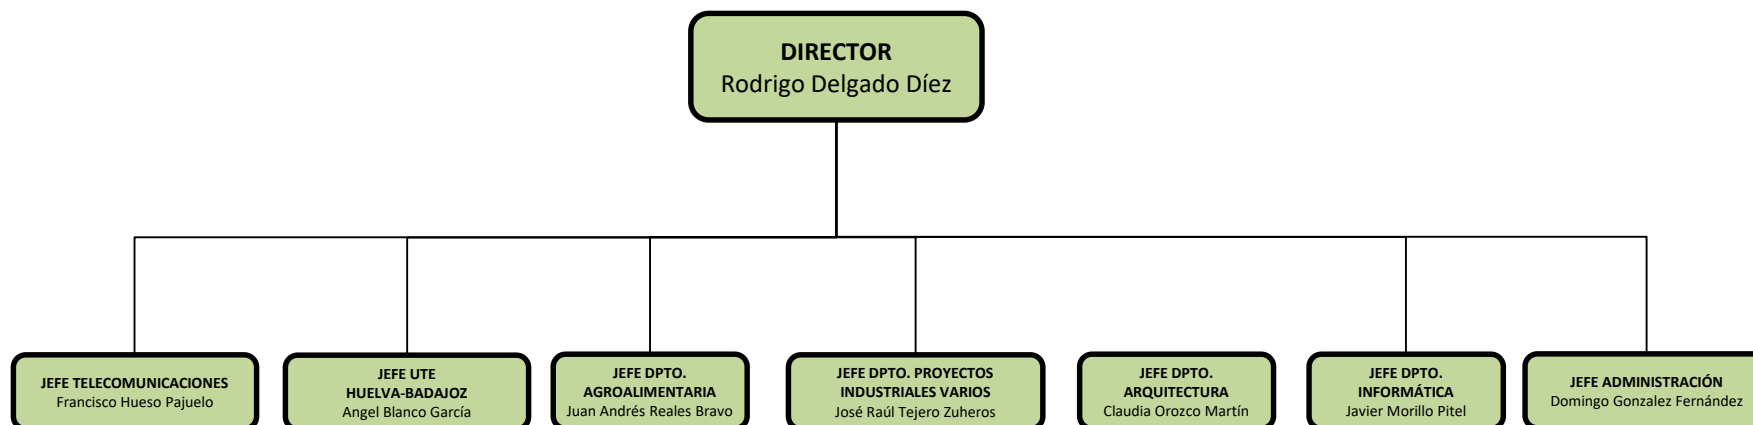 DIRECTOR
Rodrigo Delgado Díez
JEFE TELECOMUNICACIONES
Francisco Hueso Pajuelo
JEFE UTE
HUELVA-BADAJOZ
Angel Blanco García
JEFE DPTO.
AGROALIMENTARIA
Juan Andrés Reales Bravo
JEFE DPTO. PROYECTOS
INDUSTRIALES VARIOS
José Raúl Tejero Zuheros
JEFE DPTO.
ARQUITECTURA
Claudia Orozco Martín
JEFE DPTO.
INFORMÁTICA
Javier Morillo Pitel
JEFE ADMINISTRACIÓN
Domingo Gonzalez Fernández